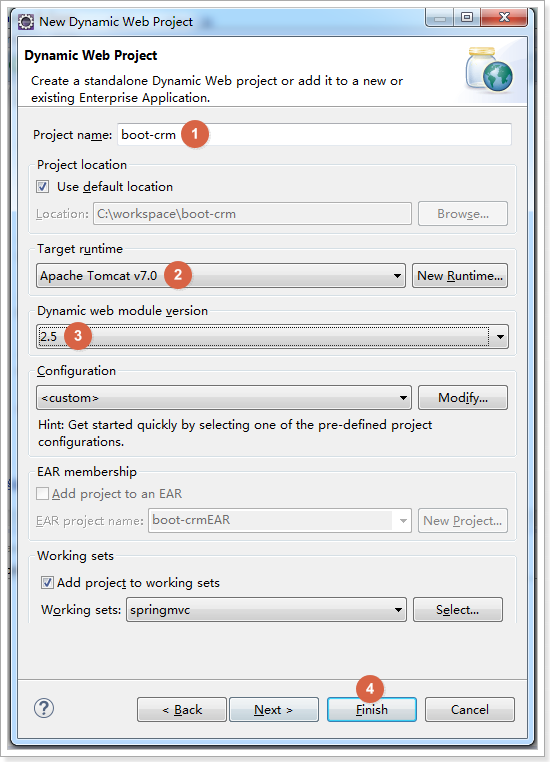 New Dynamic Web Project
Dynamic Web Project
Create a standalone Dynamic Web project or add it to a new or
existing Enterprise Application.
Project name: boot-crm 1
Project location
Use default location
Location: C:\workspace\boot-crm Browse...
Target runtime
Apache Tomcat v7.0 2 New Runtime...
Dynamic web module version
2.5 3
Configuration
<custom> Modify...
Hint: Get started quickly by selecting one of the pre-defined project
configurations.
EAR membership
Add project to an EAR
EAR project name: boot-crmEAR New Project...
Working sets
Add project to working sets
Working sets: springmvc Select...
4
? < Back Next > Finish Cancel